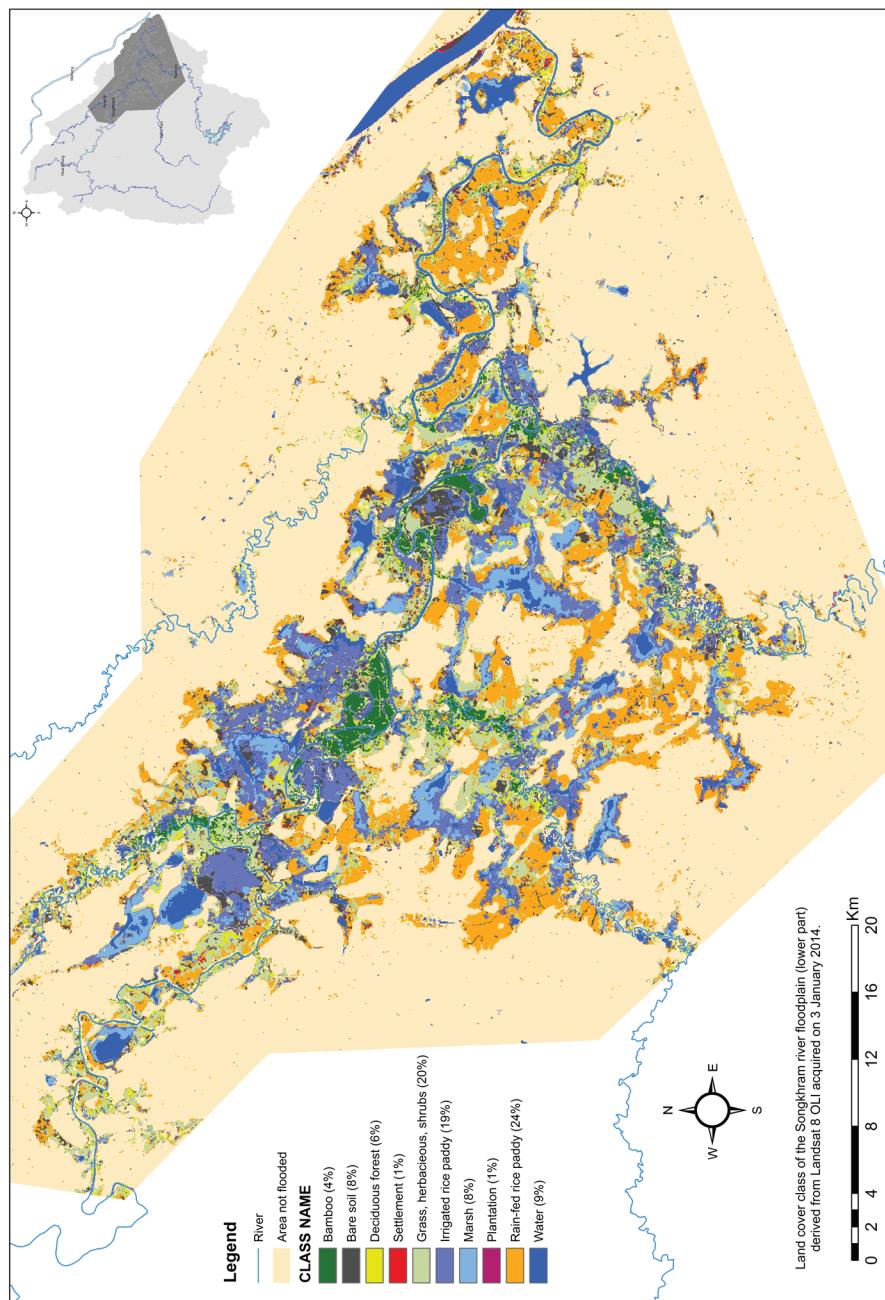 Legend
River
Area not flooded
CLASS NAME
Bamboo (4%)
Bare soil (8%)
Deciduous forest (6%)
Settlement (1%)
Grass, herbacieous, shrubs (20%)
Irrigated rice paddy (19%)
Marsh (8%)
Plantation (1%)
Rain-fed rice paddy (24%)
Water (9%)
N
W
E
S
Land cover class of the Songkhram river floodplain (lower part)
derived from Landsat 8 OLI acquired on 3 January 2014.
0 2 4 8 12 16 20
Km